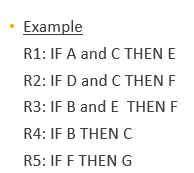 • Example
R1: IF A and C THEN E
R2: IF D and C THEN F
R3: IF B and E THEN F
R4: IF B THEN C
R5: IF F THEN G